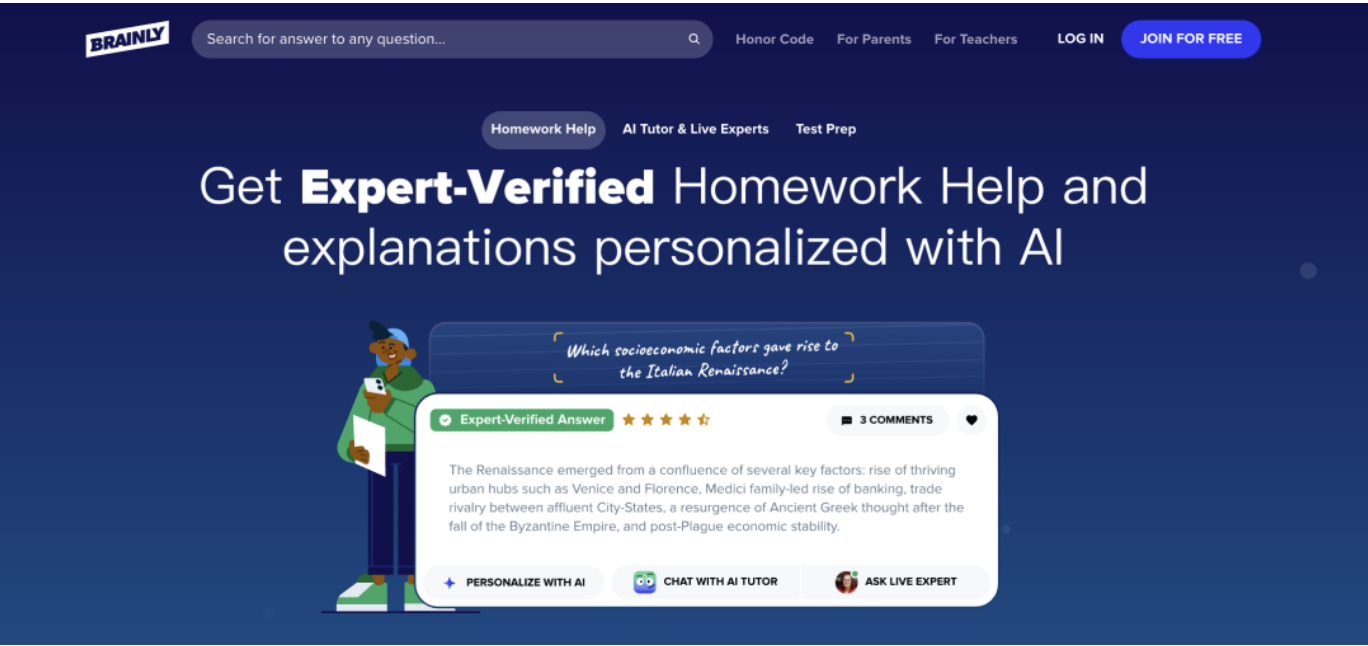 BRAINLY
Search for answer to any question...
Honor Code
For Parents
For Teachers
LOG IN
JOIN FOR FREE
Homework Help
AI Tutor & Live Experts
Test Prep
Get Expert-Verified Homework Help and
explanations personalized with AI
Which socioeconomic factors gave rise to
the Italian Renaissance?
Expert-Verified Answer
3 COMMENTS
The Renaissance emerged from a confluence of several key factors: rise of thriving
urban hubs such as Venice and Florence, Medici family-led rise of banking, trade
rivalry between affluent City-States, a resurgence of Ancient Greek thought after the
fall of the Byzantine Empire, and post-Plague economic stability.
PERSONALIZE WITH AI
CHAT WITH AI TUTOR
ASK LIVE EXPERT